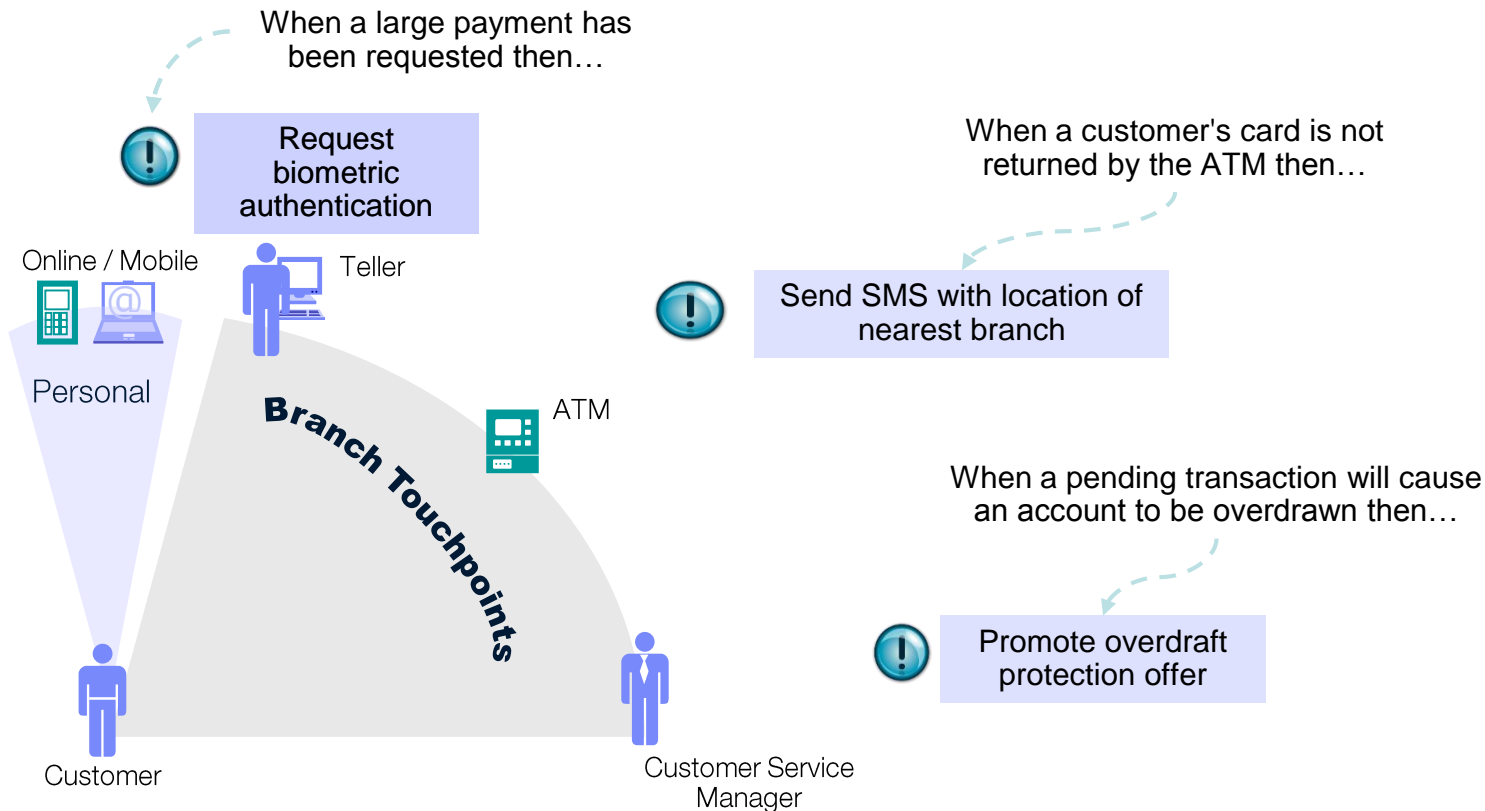 When a large payment has
been requested then…
Request
biometric
authentication
When a customer's card is not
returned by the ATM then…
Online / Mobile
@
Teller
Send SMS with location of
nearest branch
Personal
Branch Touchpoints
ATM
When a pending transaction will cause
an account to be overdrawn then…
Promote overdraft
protection offer
Customer
Customer Service
Manager